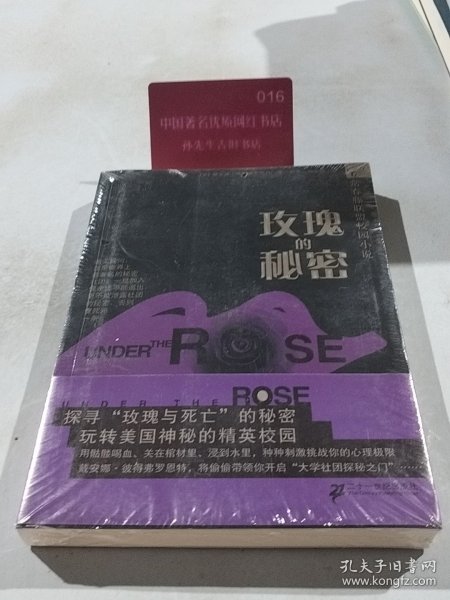 016
中国著名优质网红书店
孙先生古旧书店
玫瑰
的
秘密
UNDER THE ROSE
UNDER THE ROSE
探寻“玫瑰与死亡”的秘密
玩转美国神秘的精英校园
用骷髅喝血、关在棺材里、浸到水里，种种刺激挑战你的心理极限
戴安娜·彼得弗罗恩特，将偷偷带领你开启“大学社团探秘之门”……
二十一世纪出版社
孔夫子旧书网
www.kongfz.com